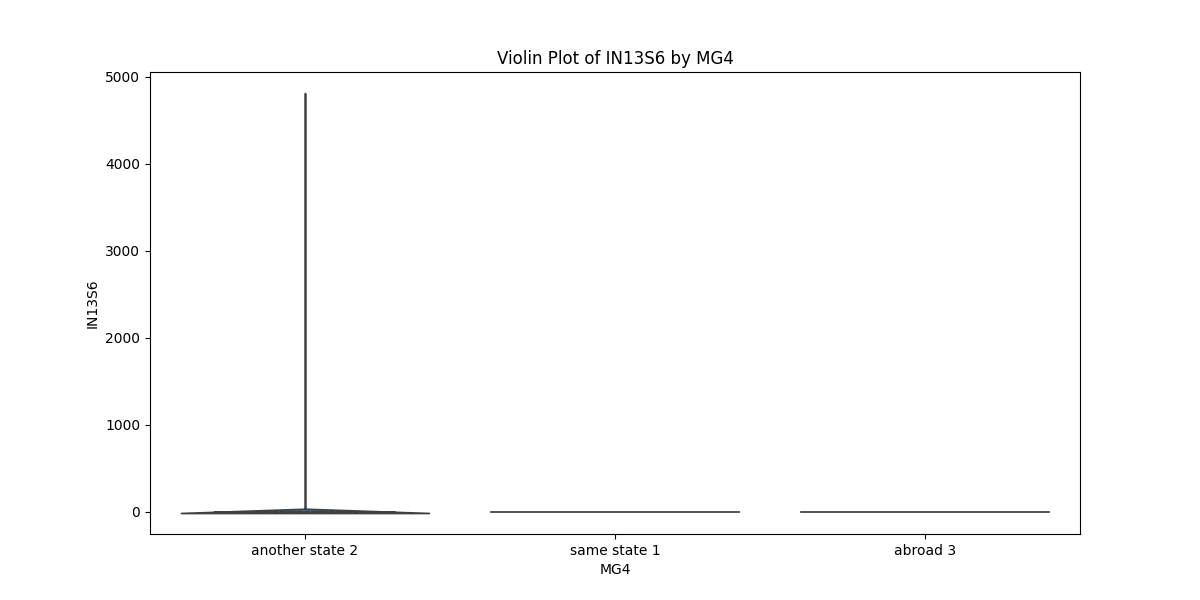 Violin Plot of IN13S6 by MG4
5000
4000
3000
2000
1000
0
IN13S6
another state 2
same state 1
abroad 3
MG4